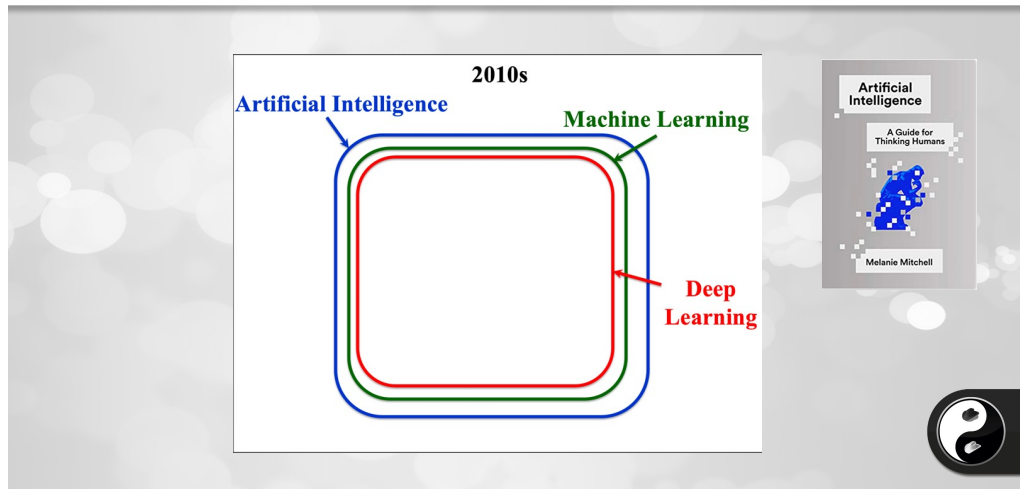 2010s
Artificial Intelligence
Machine Learning
Deep
Learning
Artificial
Intelligence
A Guide for
Thinking Humans
Melanie Mitchell